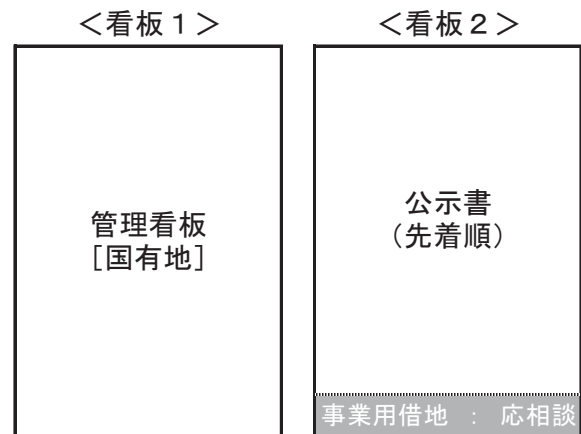 ＜看板１＞
管理看板
［国有地］
＜看板２＞
公示書
（先着順）
事業用借地　：　応相談